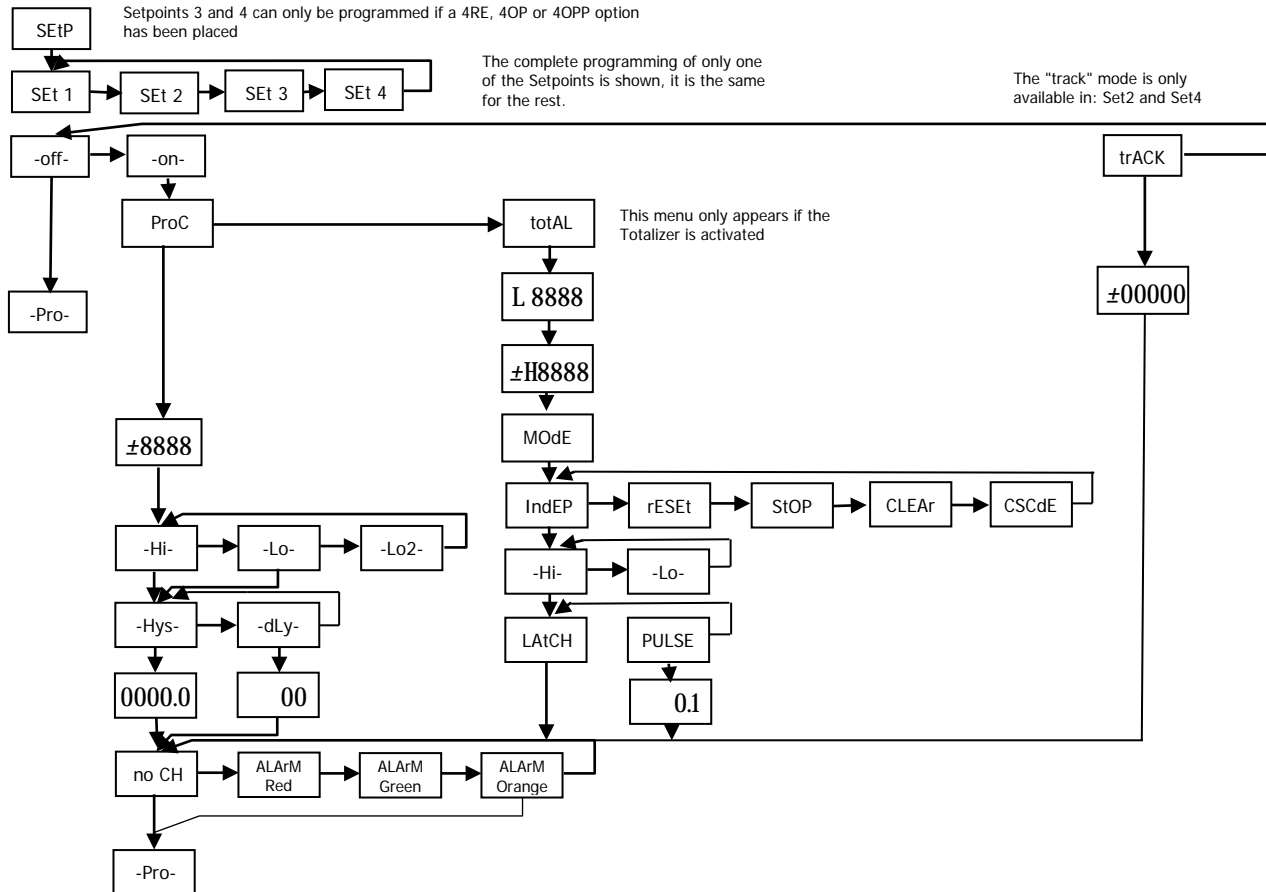 SEtP
Setpoints 3 and 4 can only be programmed if a 4RE, 4OP or 4OPP option
has been placed
SEt 1
SEt 2
SEt 3
SEt 4
The complete programming of only one
of the Setpoints is shown, it is the same
for the rest.
The "track" mode is only
available in: Set2 and Set4
-off-
-on-
trACK
ProC
totAL
This menu only appears if the
Totalizer is activated
-Pro-
L 8888
±00000
±H8888
±8888
MOdE
IndEP
rESEt
StOP
CLEAr
CSCdE
-Hi-
-Lo-
-Lo2-
-Hi-
-Lo-
-Hys-
-dLy-
LAtCH
PULSE
0000.0
00
0.1
no CH
ALArM
Red
ALArM
Green
ALArM
Orange
-Pro-